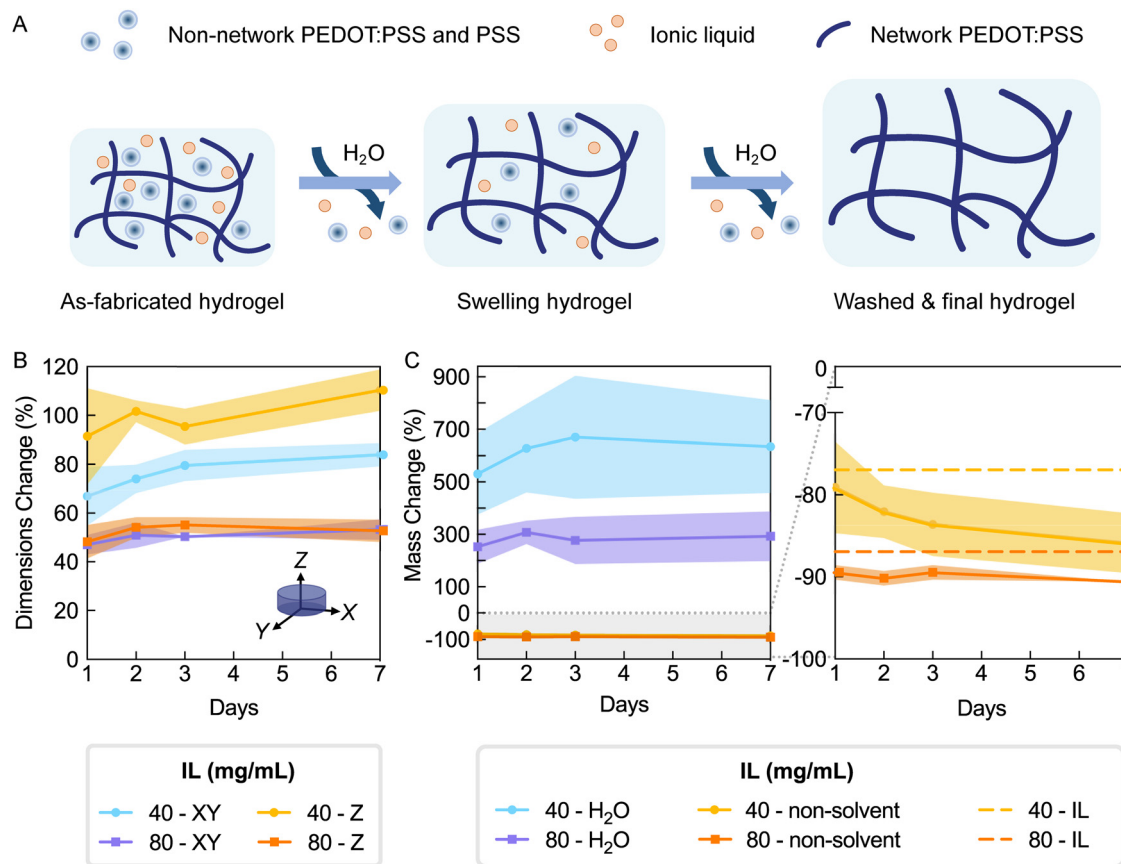 A
Non-network PEDOT:PSS and PSS
Ionic liquid
Network PEDOT:PSS
H₂O
H₂O
As-fabricated hydrogel
Swelling hydrogel
Washed & final hydrogel
B
Dimensions Change (%)
120
100
80
60
40
20
0
1 2 3 4 5 6 7
Days
Z
Y
X
C
Mass Change (%)
900
700
500
300
100
0
-100
1 2 3 4 5 6 7
Days
0
-70
-80
-90
-100
1 2 3 4 5 6
Days
IL (mg/mL)
40 - XY
40 - Z
80 - XY
80 - Z
IL (mg/mL)
40 - H₂O
40 - non-solvent
40 - IL
80 - H₂O
80 - non-solvent
80 - IL